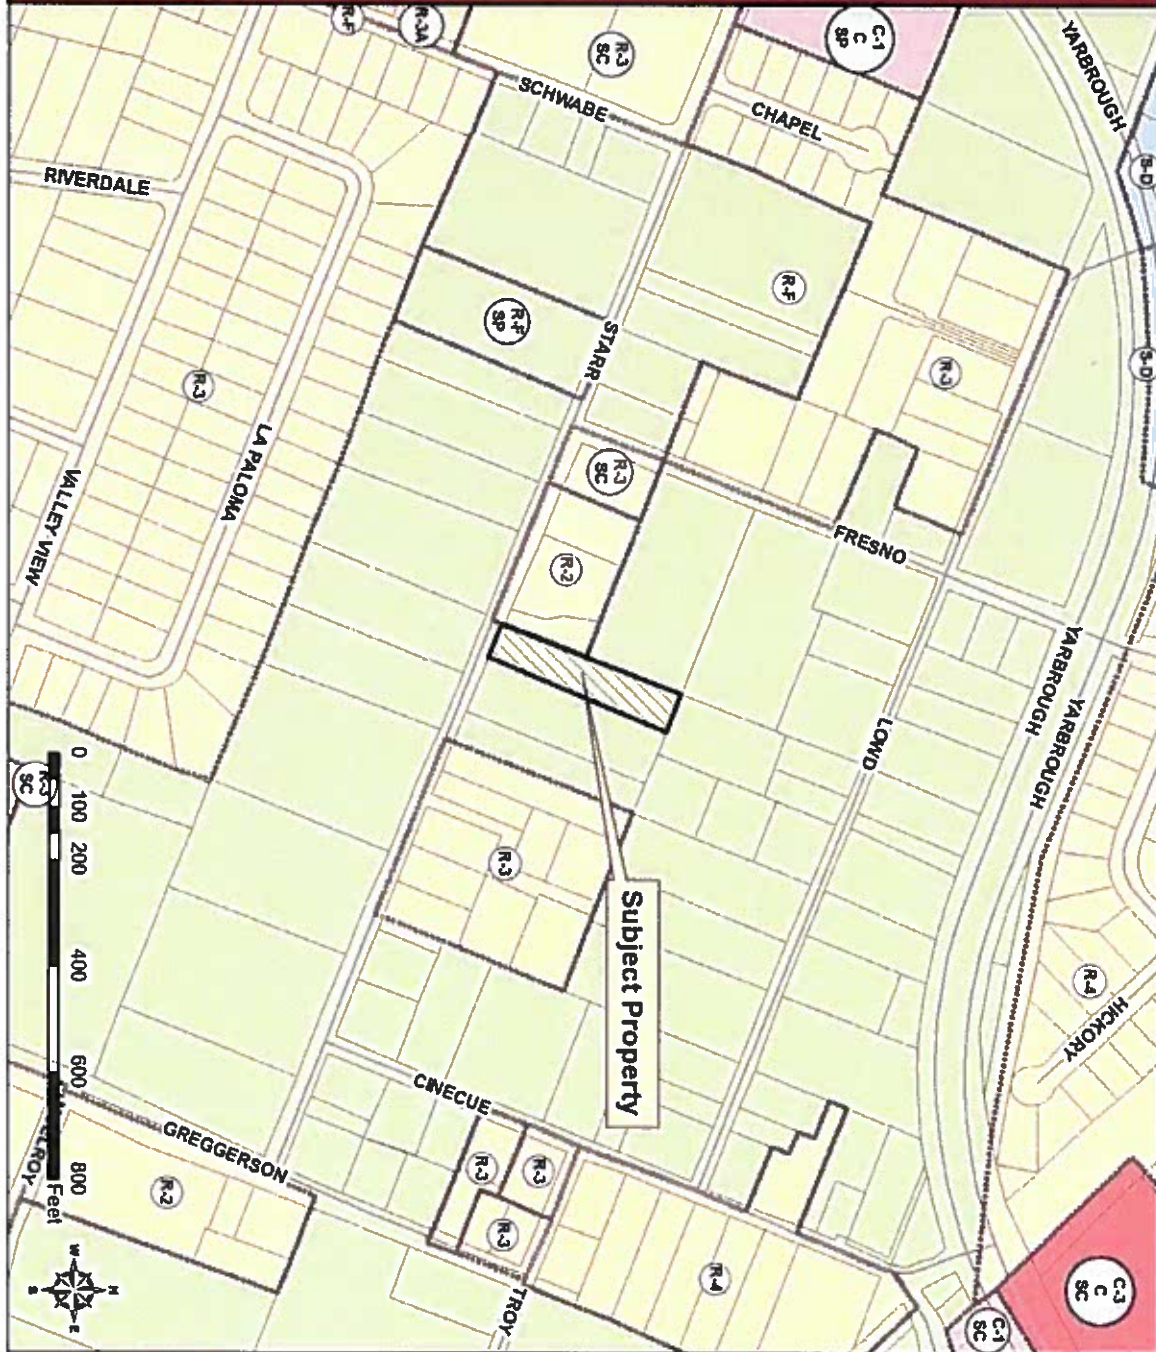 YARBROUGH
C-1
C
SP
R-3A
R-F
R-3
SC
SCHWABE
CHAPEL
S-D
RIVERDALE
R-F
R-F
SP
STARR
R-3
S-D
R-3
LA PALOMA
VALLEY VIEW
R-3
SC
R-2
FRESNO
YARBROUGH
YARBROUGH
LOWD
R-3
Subject Property
R-4
HICKORY
R-3
SC
0
100
200
400
600
800
Feet
CINECUE
GREGGERSON
R-2
R-3
R-3
R-3
R-4
TROY
C-3
C
SC
C-1
SC
N
W
E
S